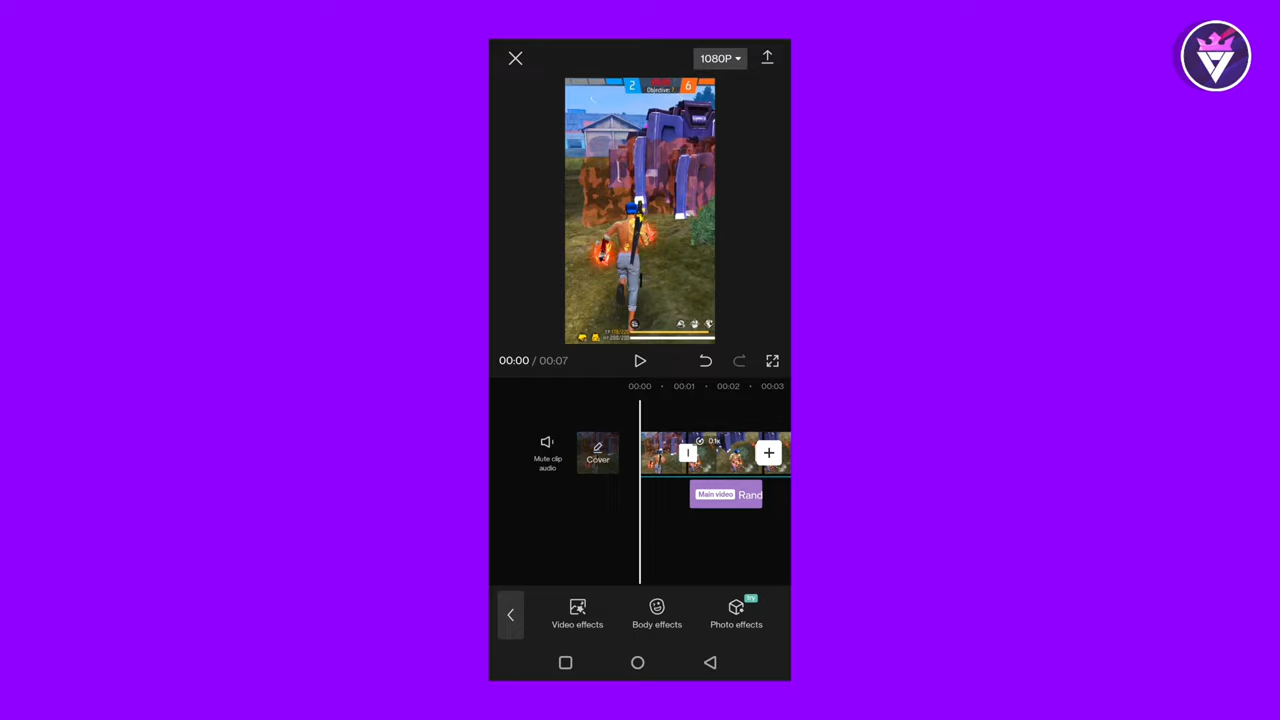 1080P
2
6
Objective: 1
00:00 / 00:07
00:00
00:01
00:02
00:03
Mute clip
audio
Cover
0.1x
Main video Rand
try
Video effects
Body effects
Photo effects